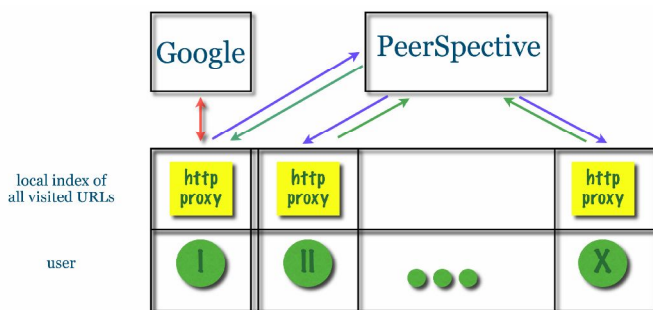 Google
PeerSpective
local index of
all visited URLs
http
proxy
http
proxy
http
proxy
user
I
II
X